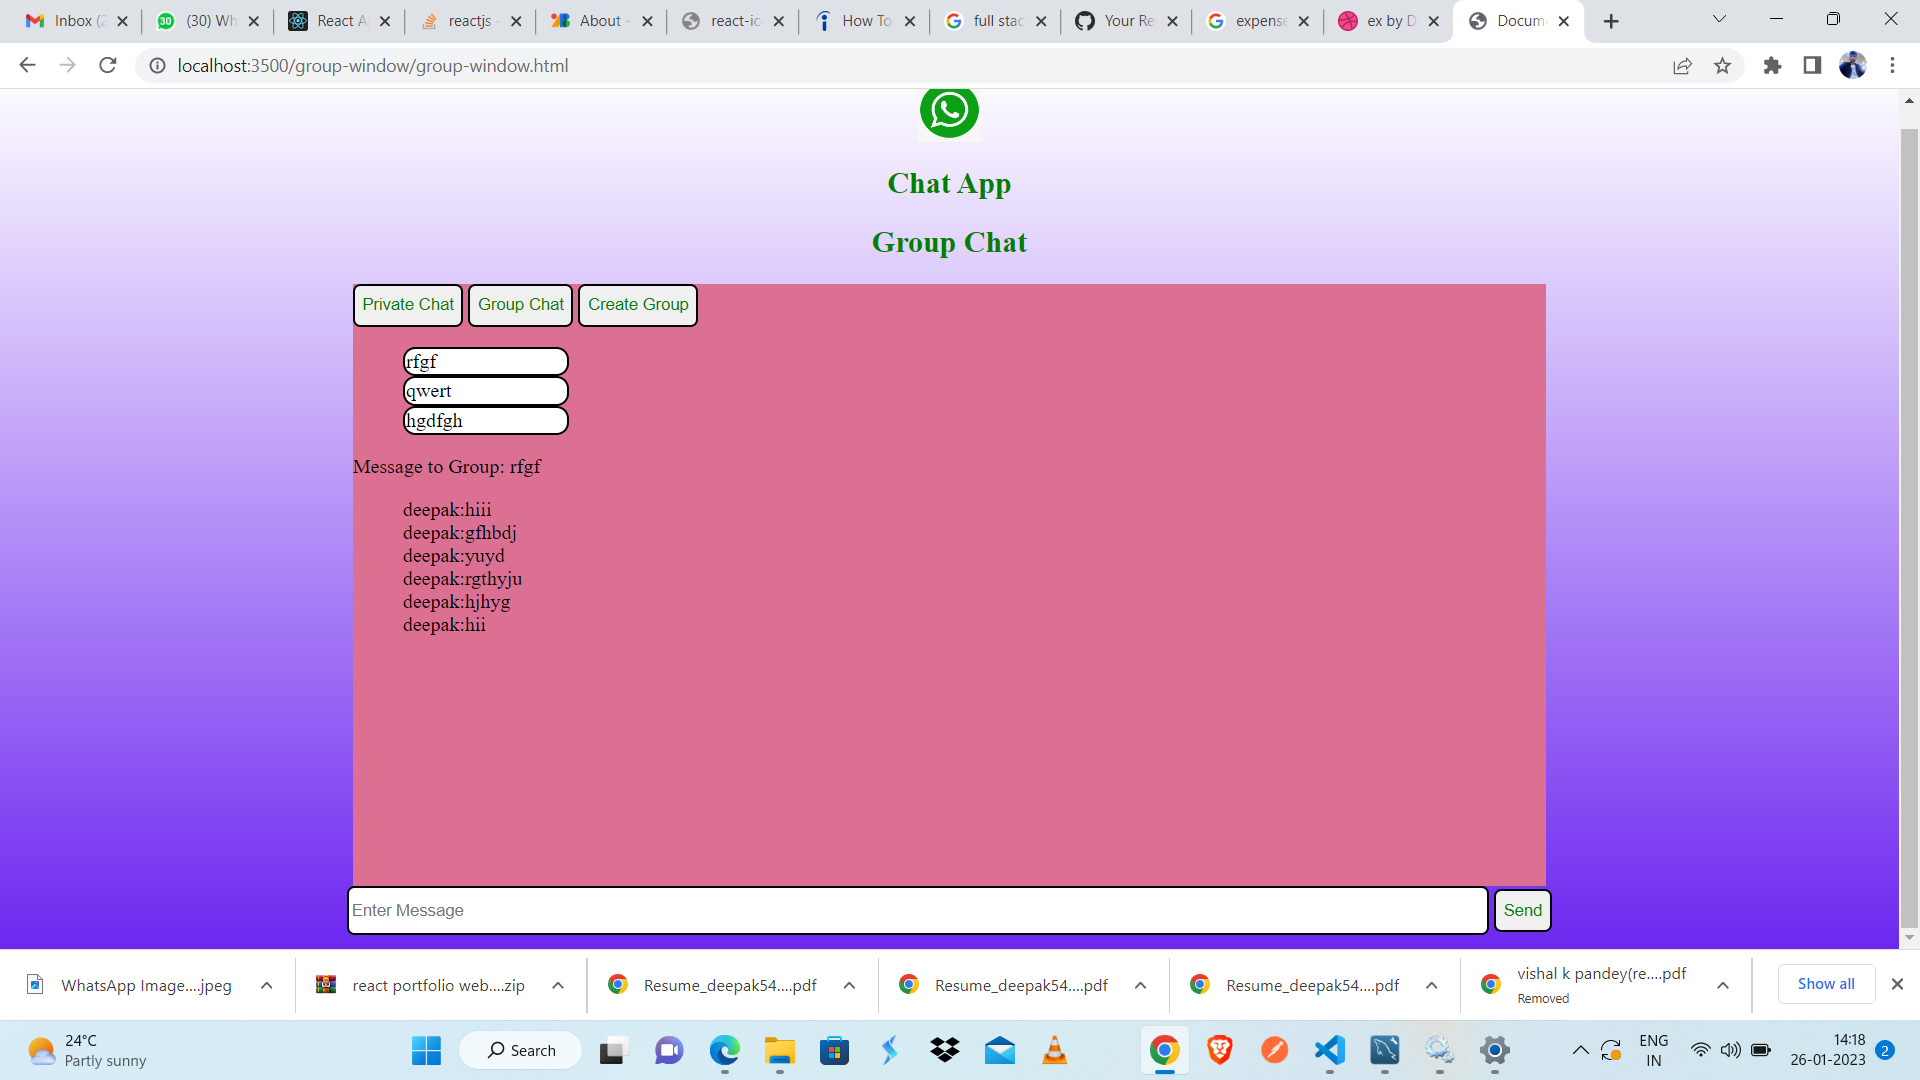 Inbox (2
(30) Wh
React A
reactjs -
About -
react-ic
How To
full stac
Your Re
expense
ex by D
Docum
localhost:3500/group-window/group-window.html
Chat App
Group Chat
Private Chat
Group Chat
Create Group
rfgf
qwert
hgdfgh
Message to Group: rfgf
deepak:hiii
deepak:gfhbdj
deepak:yuyd
deepak:rgthyju
deepak:hjhyg
deepak:hii
Enter Message
Send
WhatsApp Image....jpeg
react portfolio web....zip
Resume_deepak54....pdf
Resume_deepak54....pdf
Resume_deepak54....pdf
vishal k pandey(re....pdf
Removed
Show all
24°C
Partly sunny
Search
ENG
IN
14:18
26-01-2023
2